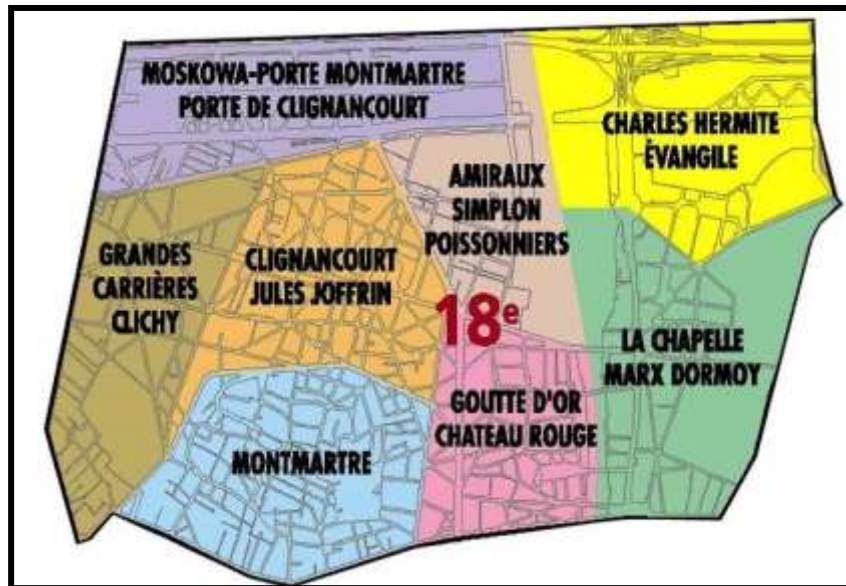 MOSKOWA-PORTE MONTMARTRE
PORTE DE CLIGNANCOURT
CHARLES HERMITE
ÉVANGILE
AMIRAUX
SIMPLON
POISSONNIERS
GRANDES
CARRIÈRES
CLICHY
CLIGNANCOURT
JULES JOFFRIN
18e
LA CHAPELLE
MARX DORMOY
GOUTTE D'OR
CHATEAU ROUGE
MONTMARTRE